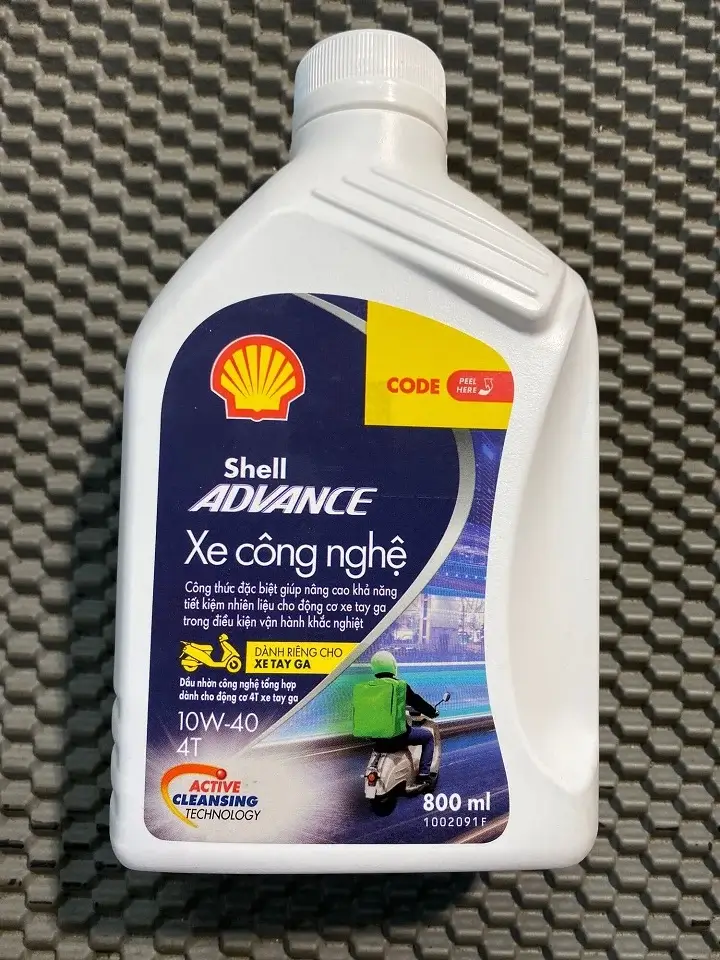 CODE
PEEL
HERE
Shell
ADVANCE
Xe công nghệ
Công thức đặc biệt giúp nâng cao khả năng
tiết kiệm nhiên liệu cho động cơ xe tay ga
trong điều kiện vận hành khắc nghiệt
DÀNH RIÊNG CHO
XE TAY GA
Dầu nhờn công nghệ tổng hợp
dành cho động cơ 4T xe tay ga
10W-40
4T
ACTIVE
CLEANSING
TECHNOLOGY
800 ml
1002091F